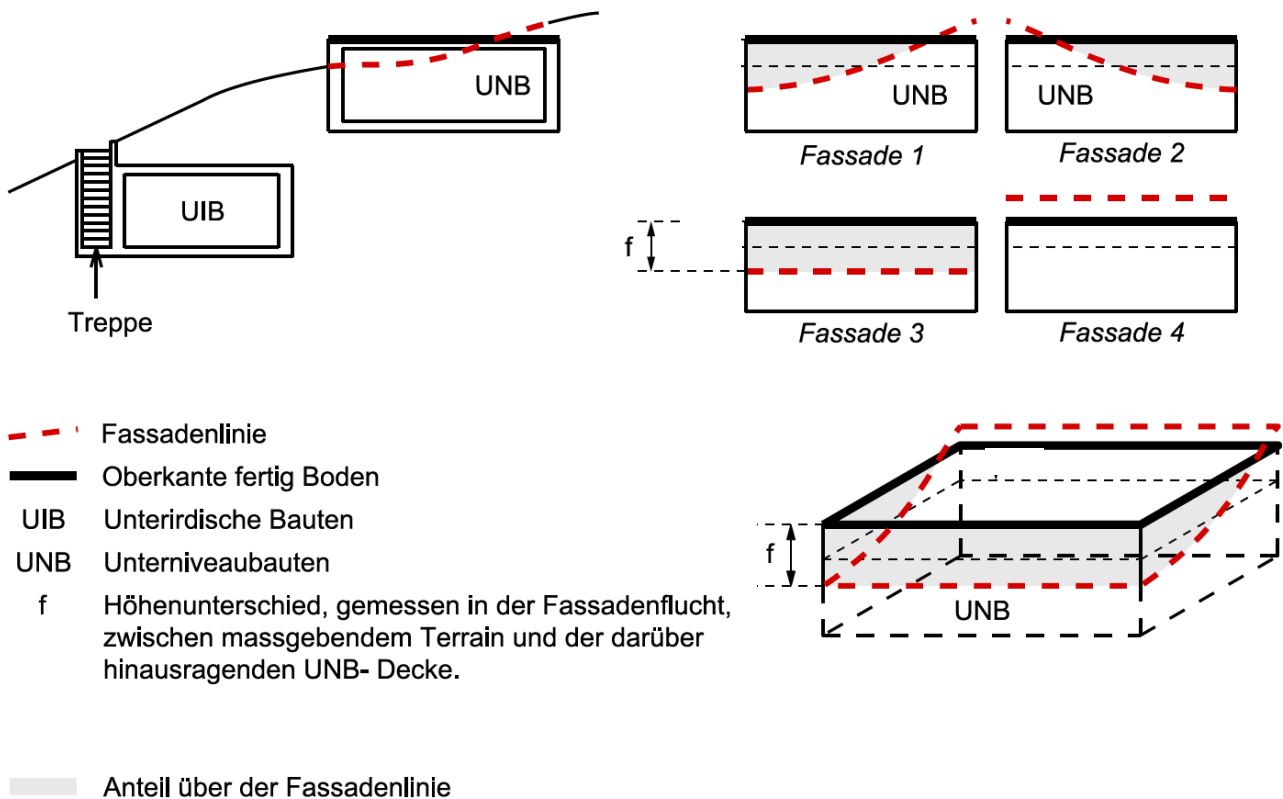 UNB
UIB
Treppe
UNB
UNB
Fassade 1
Fassade 2
f
Fassade 3
Fassade 4
Fassadenlinie
Oberkante fertig Boden
UIB Unterirdische Bauten
UNB Unterniveaubauten
f Höhenunterschied, gemessen in der Fassadenflucht,
zwischen massgebendem Terrain und der darüber
hinausragenden UNB- Decke.
f
UNB
Anteil über der Fassadenlinie